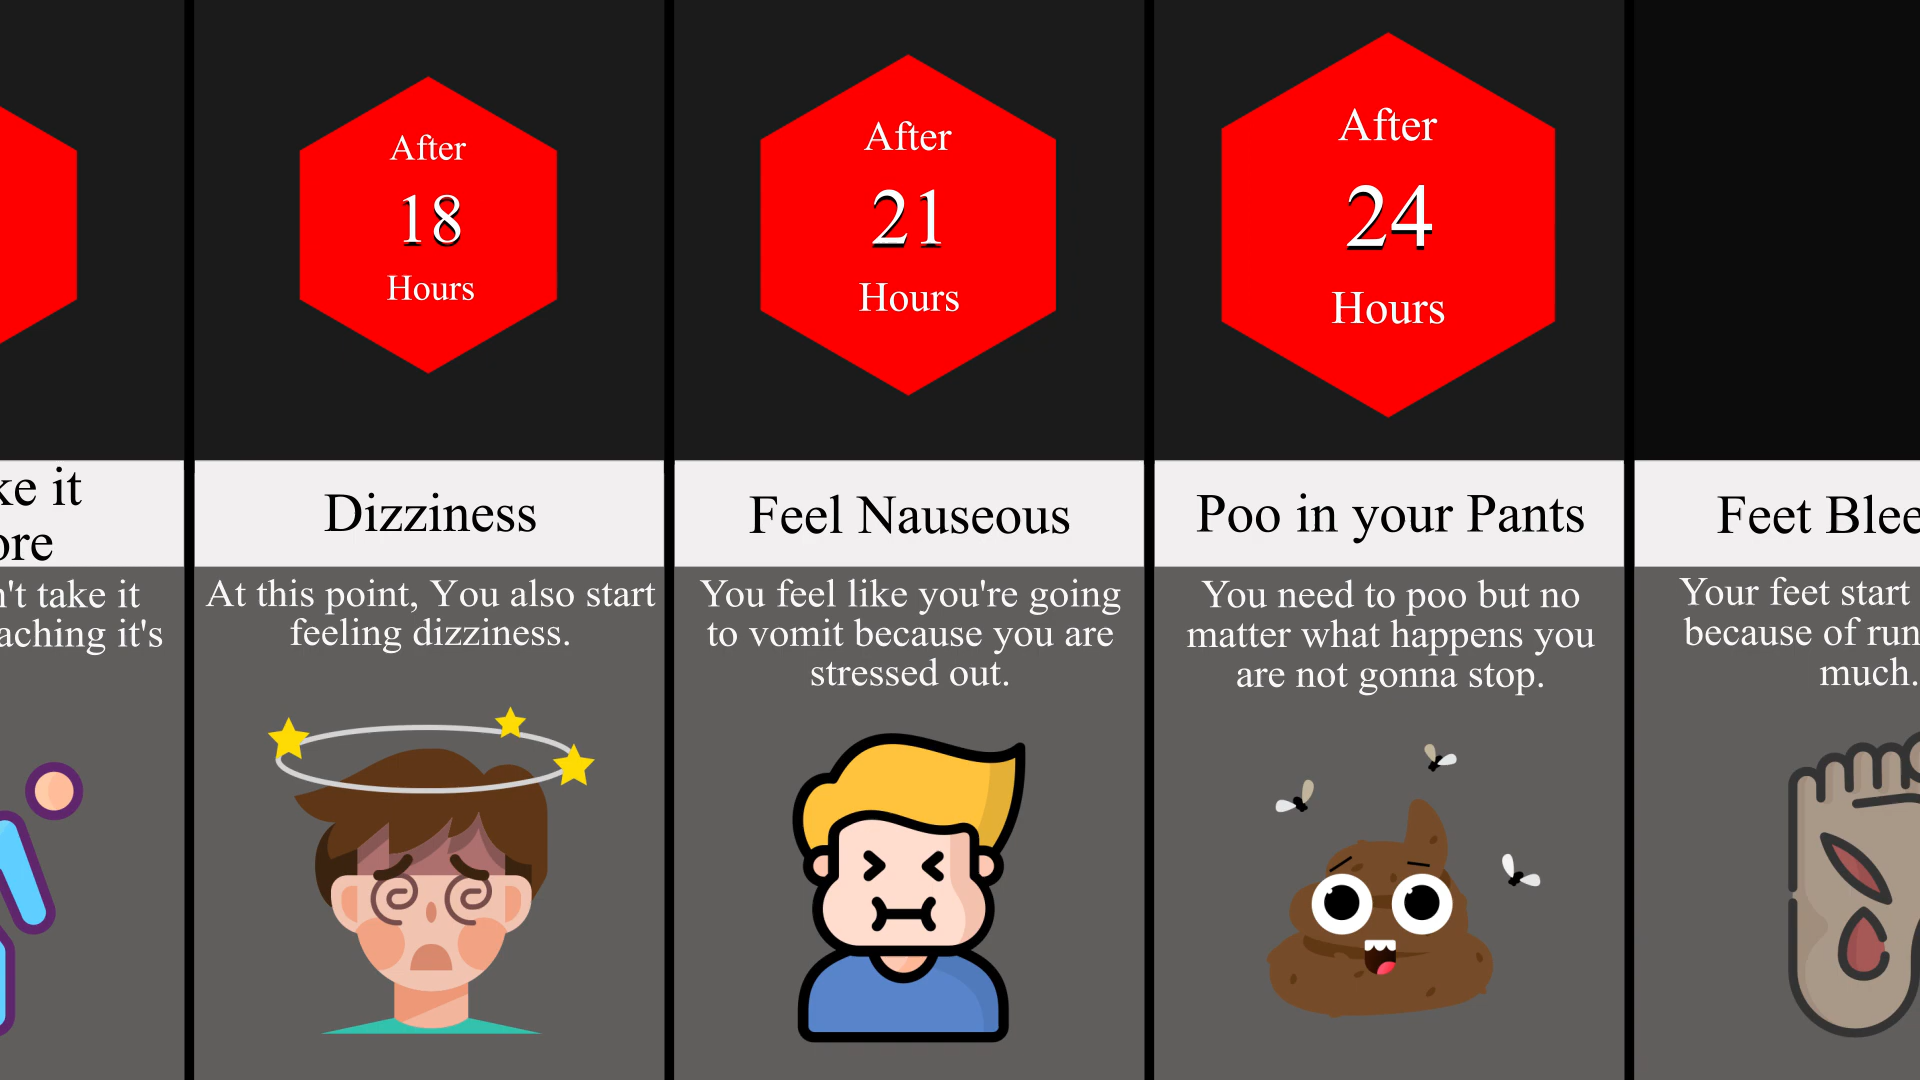 ke it
ore
n't take it
aching it's
After
18
Hours
Dizziness
At this point, You also start
feeling dizziness.
After
21
Hours
Feel Nauseous
You feel like you're going
to vomit because you are
stressed out.
After
24
Hours
Poo in your Pants
You need to poo but no
matter what happens you
are not gonna stop.
Feet Blee
Your feet start
because of run
much.